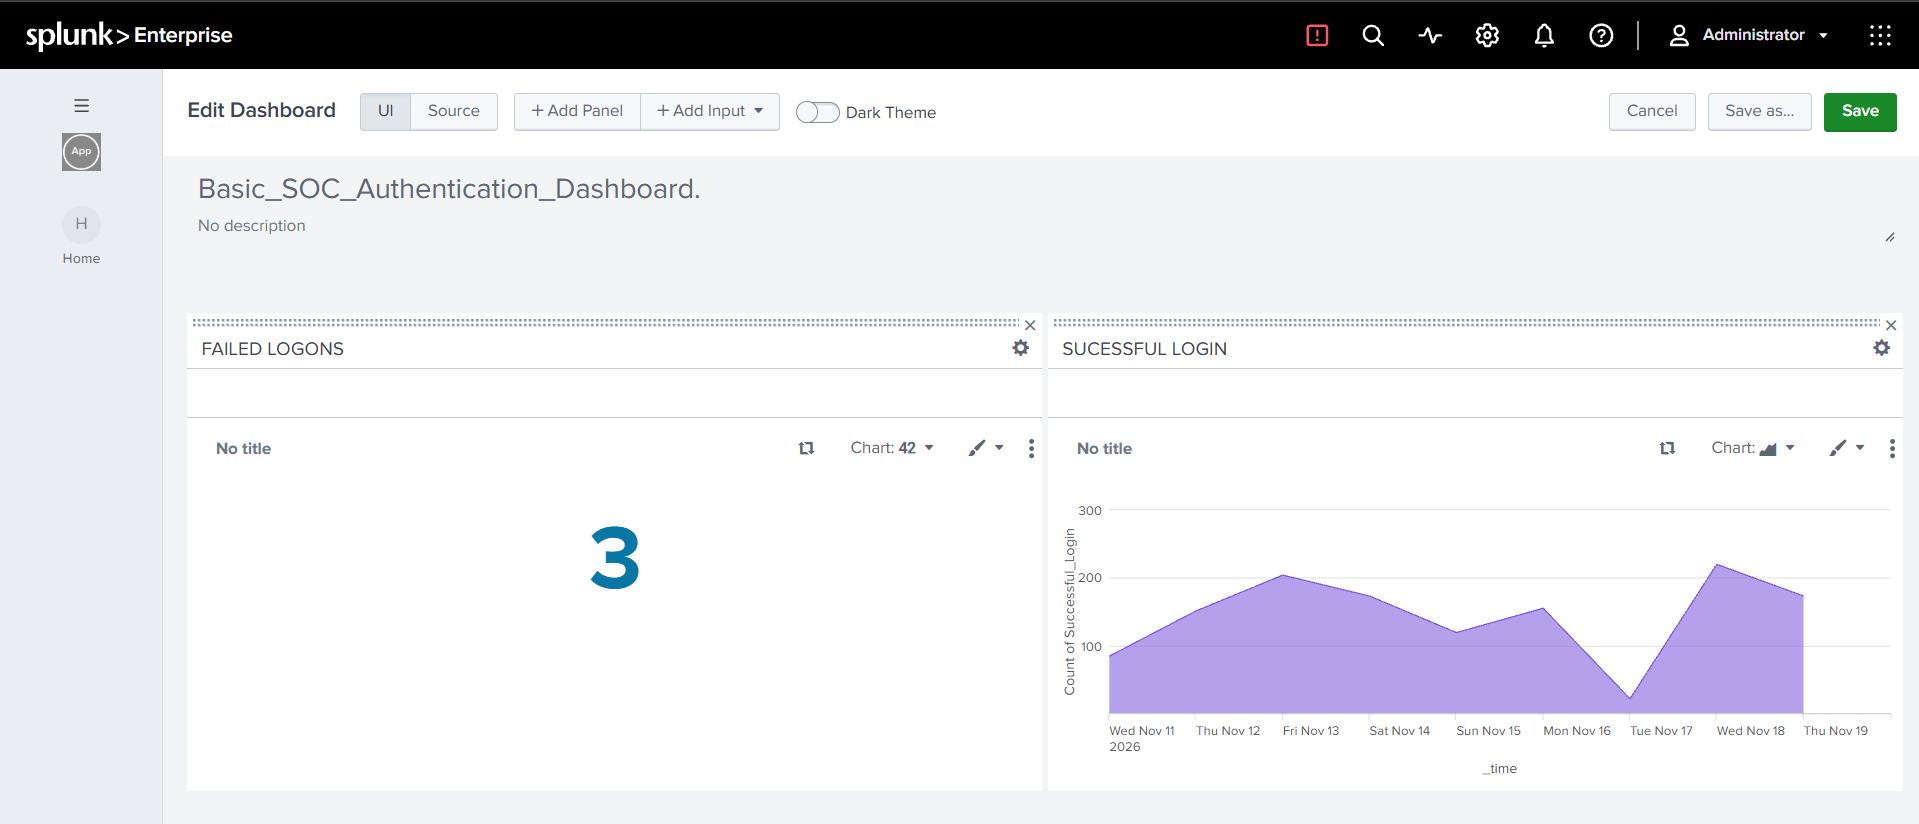 splunk> Enterprise
Administrator
Edit Dashboard
UI
Source
+ Add Panel
+ Add Input
Dark Theme
Cancel
Save as...
Save
App
H
Home
Basic_SOC_Authentication_Dashboard.
No description
FAILED LOGONS
No title
Chart: 42
3
SUCESSFUL LOGIN
No title
Chart:
Count of Successful_Login
300
200
100
Wed Nov 11
2026
Thu Nov 12
Fri Nov 13
Sat Nov 14
Sun Nov 15
Mon Nov 16
Tue Nov 17
Wed Nov 18
Thu Nov 19
_time